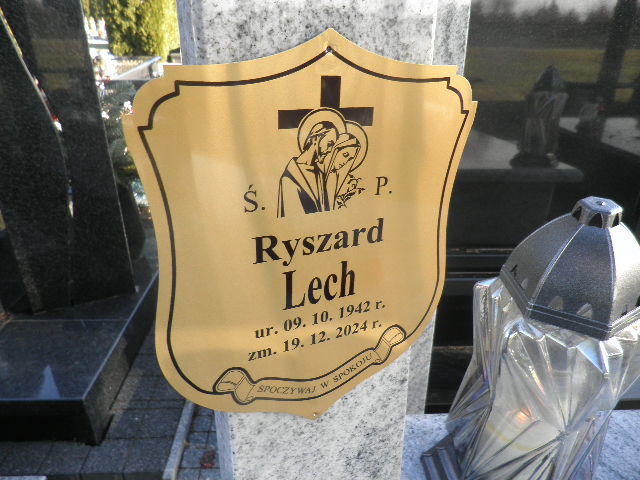 Ś. P.
Ryszard
Lech
ur. 09. 10. 1942 r.
zm. 19. 12. 2024 r.
SPOCZYWAJ W SPOKOJU